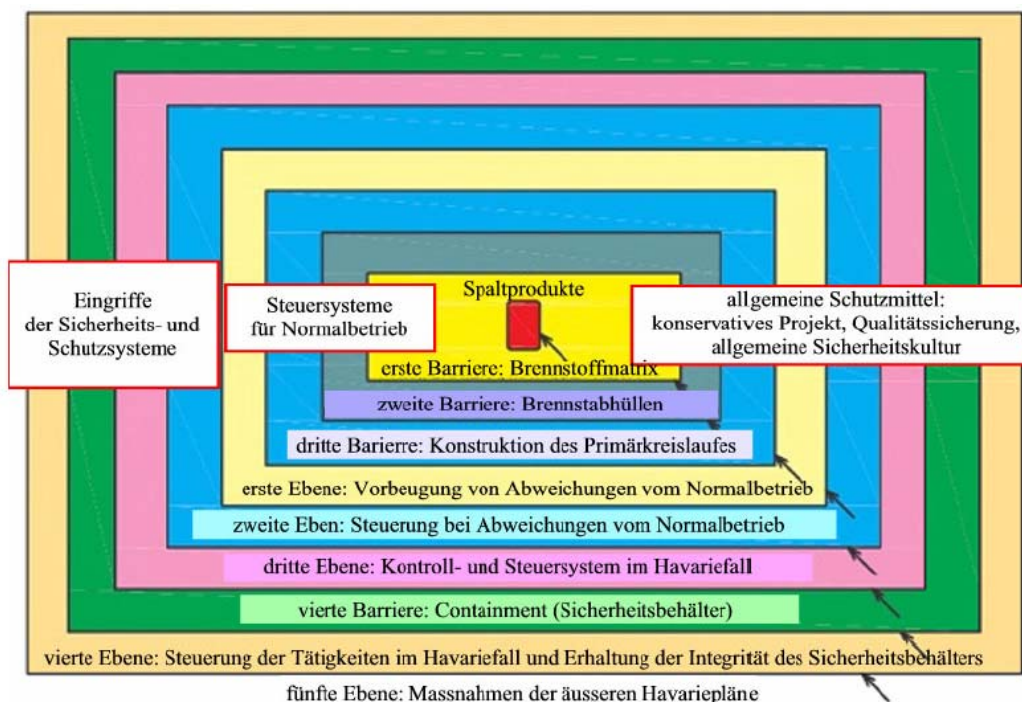 Spaltprodukte
Eingriffe
der Sicherheits- und
Schutzsysteme
Steuersysteme
für Normalbetrieb
allgemeine Schutzmittel:
konservatives Projekt, Qualitätssicherung,
allgemeine Sicherheitskultur
erste Barriere: Brennstoffmatrix
zweite Barriere: Brennstabhüllen
dritte Barierre: Konstruktion des Primärkreislaufes
erste Ebene: Vorbeugung von Abweichungen vom Normalbetrieb
zweite Eben: Steuerung bei Abweichungen vom Normalbetrieb
dritte Ebene: Kontroll- und Steuersystem im Havariefall
vierte Barriere: Containment (Sicherheitsbehälter)
vierte Ebene: Steuerung der Tätigkeiten im Havariefall und Erhaltung der Integrität des Sicherheitsbehälters
fünfte Ebene: Massnahmen der äusseren Havariepläne